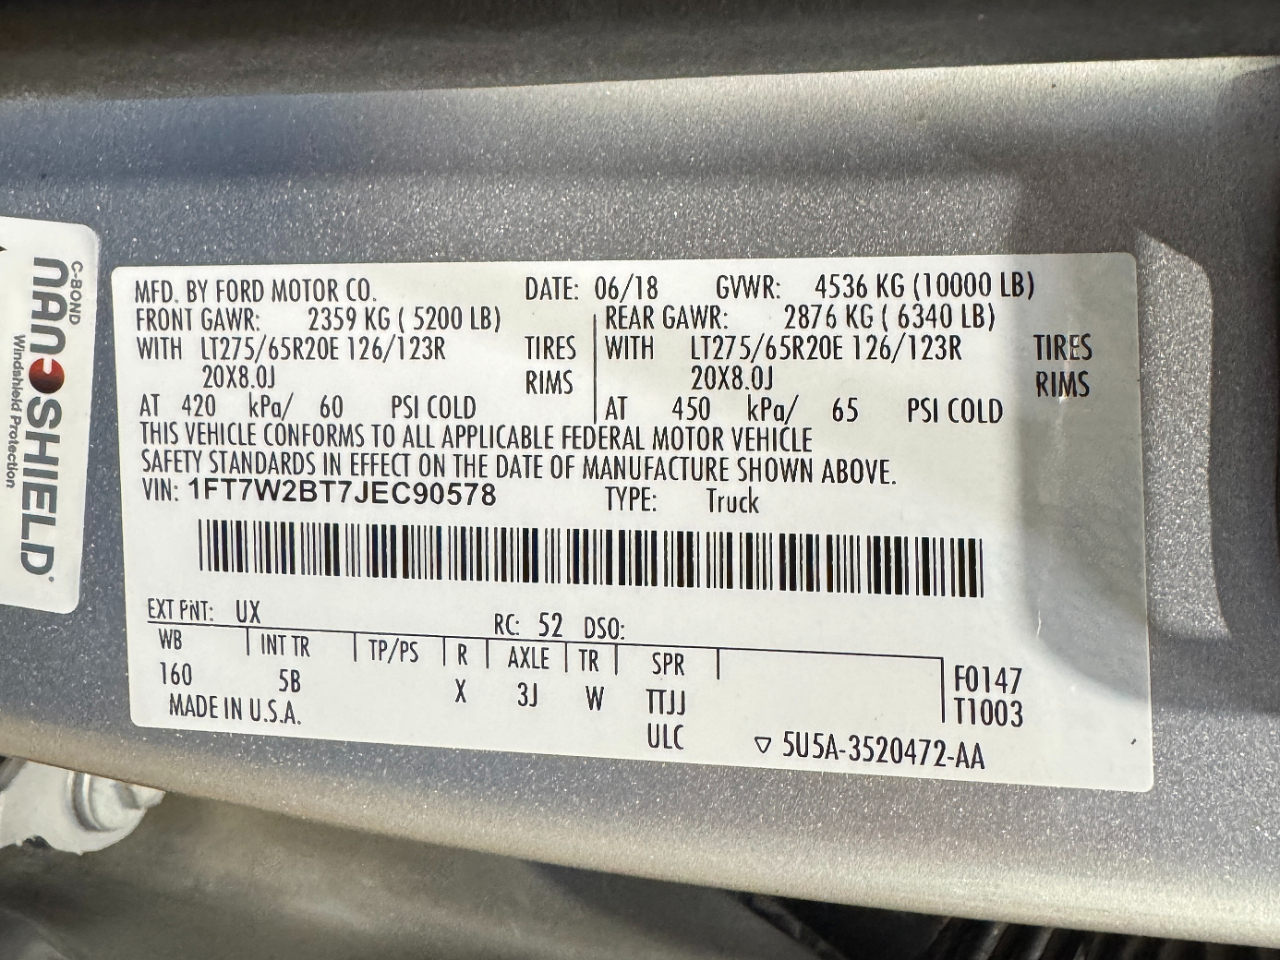 C-BOND
NANOSHIELD
Windshield Protection
MFD. BY FORD MOTOR CO. DATE: 06/18 GVWR: 4536 KG (10000 LB)
FRONT GAWR: 2359 KG ( 5200 LB) REAR GAWR: 2876 KG ( 6340 LB)
WITH LT275/65R20E 126/123R TIRES WITH LT275/65R20E 126/123R TIRES
20X8.0J RIMS 20X8.0J RIMS
AT 420 kPa/ 60 PSI COLD AT 450 kPa/ 65 PSI COLD
THIS VEHICLE CONFORMS TO ALL APPLICABLE FEDERAL MOTOR VEHICLE
SAFETY STANDARDS IN EFFECT ON THE DATE OF MANUFACTURE SHOWN ABOVE.
VIN: 1FT7W2BT7JEC90578 TYPE: Truck
EXT PNT: UX RC: 52 DSO:
WB INT TR TP/PS R AXLE TR SPR
160 5B X 3J W TTJJ F0147
MADE IN U.S.A. ULC T1003
▽ 5U5A-3520472-AA